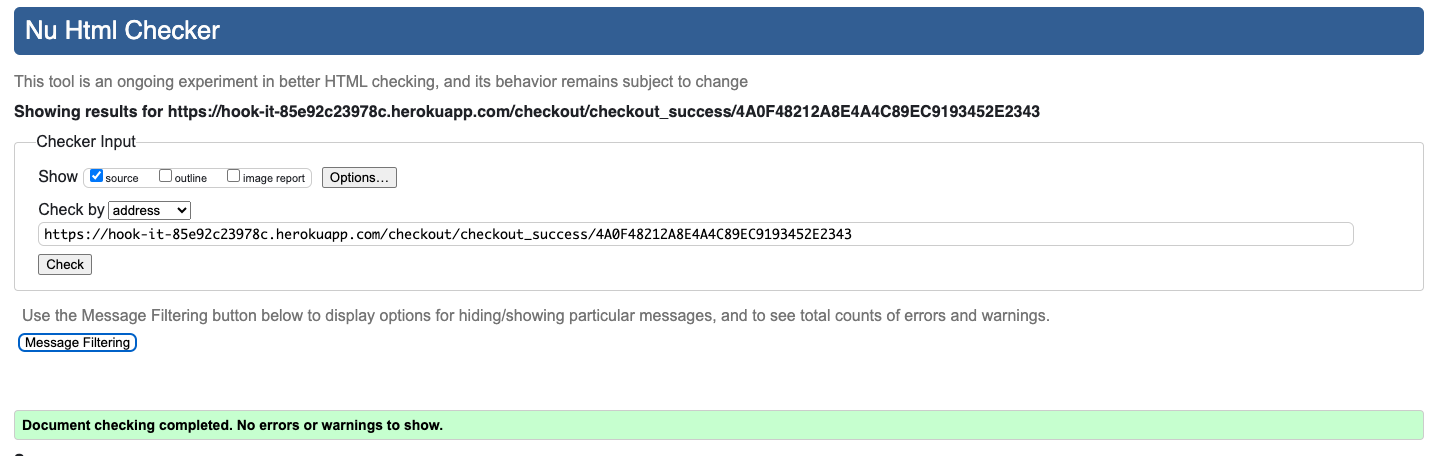 Nu Html Checker
This tool is an ongoing experiment in better HTML checking, and its behavior remains subject to change
Showing results for https://hook-it-85e92c23978c.herokuapp.com/checkout/checkout_success/4A0F48212A8E4A4C89EC9193452E2343
Checker Input
Show source outline image report Options...
Check by address
https://hook-it-85e92c23978c.herokuapp.com/checkout/checkout_success/4A0F48212A8E4A4C89EC9193452E2343
Check
Use the Message Filtering button below to display options for hiding/showing particular messages, and to see total counts of errors and warnings.
Message Filtering
Document checking completed. No errors or warnings to show.